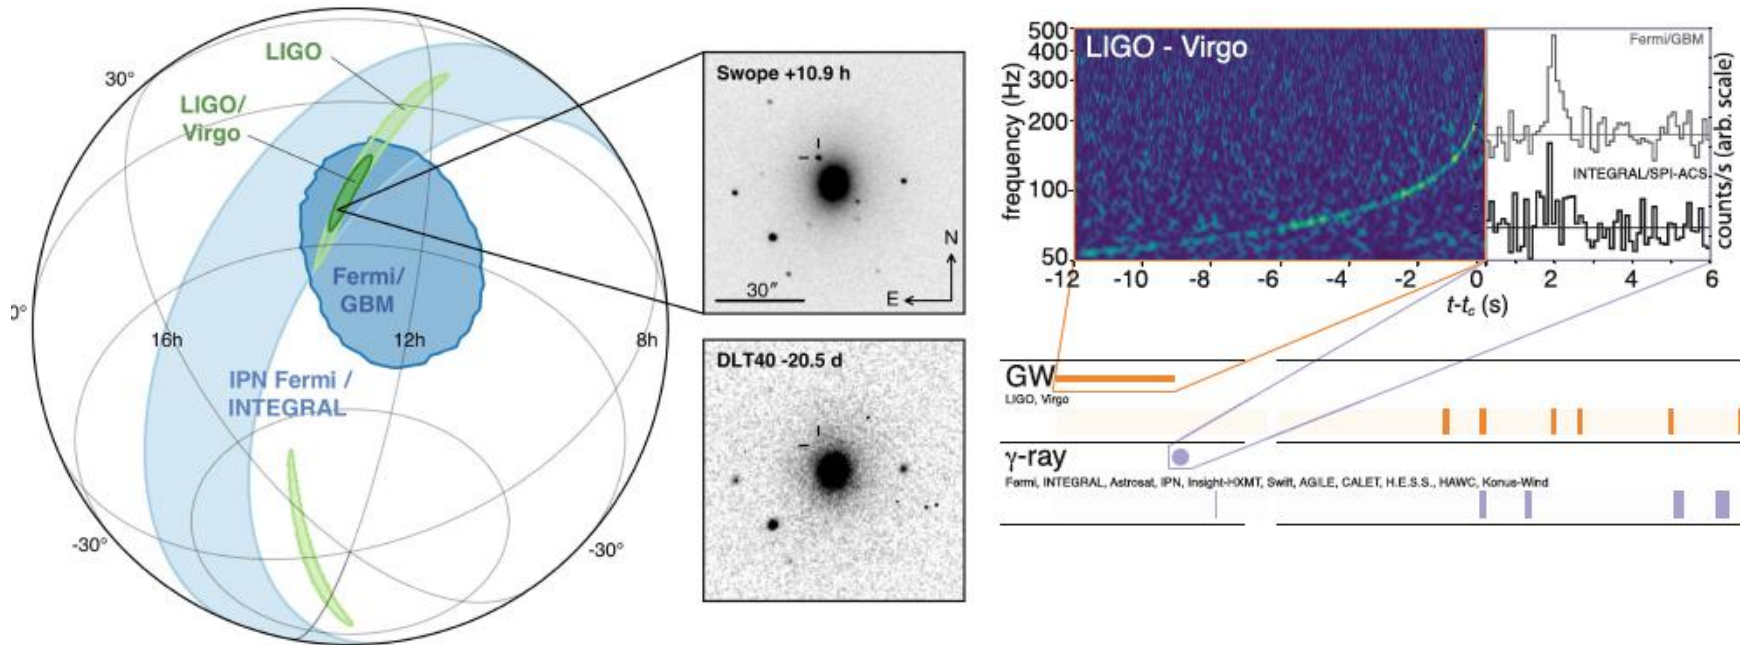 LIGO
30°
LIGO/
Virgo
Fermi/
GBM
0°
16h
12h
8h
IPN Fermi /
INTEGRAL
-30°
-30°
Swope +10.9 h
N
E
30″
DLT40 -20.5 d
LIGO - Virgo
Fermi/GBM
INTEGRAL/SPI-ACS
frequency (Hz)
500
400
300
200
100
50
counts/s (arb. scale)
-12
-10
-8
-6
-4
-2
0
2
4
6
t-tc (s)
GW
LIGO, Virgo
γ-ray
Fermi, INTEGRAL, Astrosat, IPN, Insight-HXMT, Swift, AGILE, CALET, H.E.S.S., HAWC, Konus-Wind